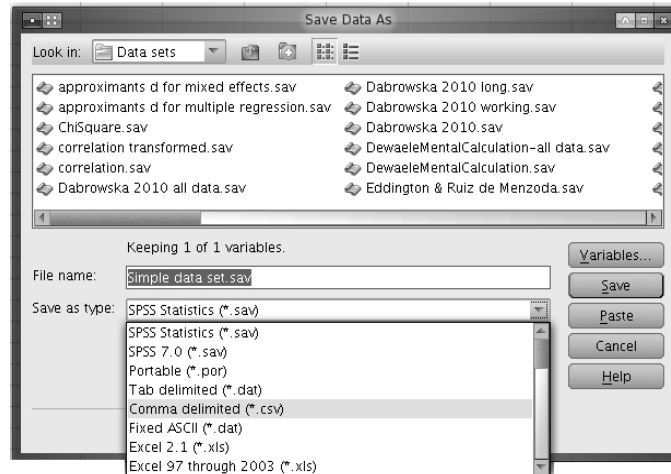 Save Data As
Look in: Data sets
approximants d for mixed effects.sav
approximants d for multiple regression.sav
ChiSquare.sav
correlation transformed.sav
correlation.sav
Dabrowska 2010 all data.sav
Dabrowska 2010 long.sav
Dabrowska 2010 working.sav
Dabrowska 2010.sav
DewaeleMentalCalculation-all data.sav
DewaeleMentalCalculation.sav
Eddington & Ruiz de Menzoda.sav
Keeping 1 of 1 variables.
Variables...
File name: Simple data set.sav
Save
Save as type: SPSS Statistics (*.sav)
Paste
SPSS Statistics (*.sav)
SPSS 7.0 (*.sav)
Portable (*.por)
Tab delimited (*.dat)
Comma delimited (*.csv)
Fixed ASCII (*.dat)
Excel 2.1 (*.xls)
Excel 97 through 2003 (*.xls)
Cancel
Help